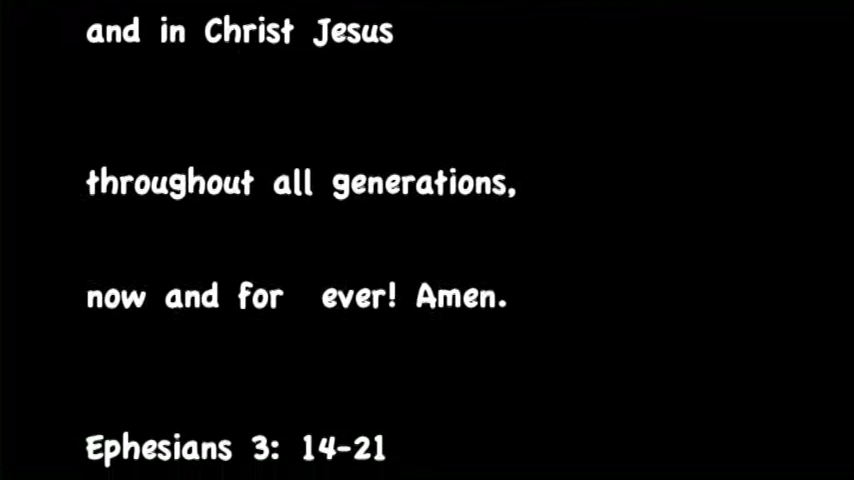 and in Christ Jesus
throughout all generations,
now and for ever! Amen.
Ephesians 3: 14-21